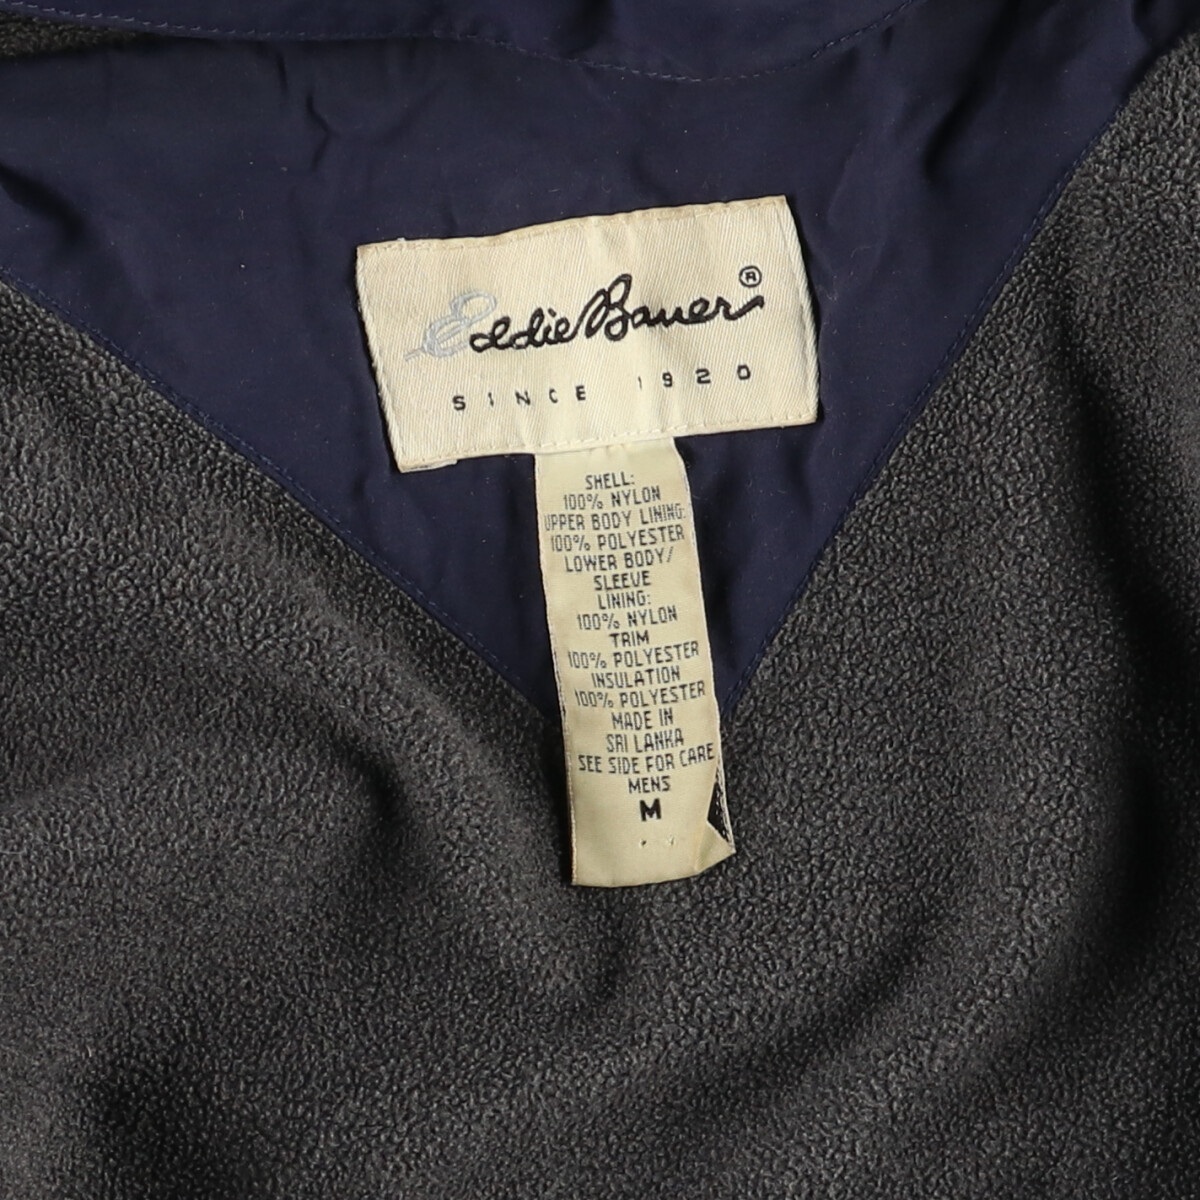 Eddie Bauer®
SINCE 1920
SHELL:
100% NYLON
UPPER BODY LINING:
100% POLYESTER
LOWER BODY/
SLEEVE
LINING:
100% NYLON
TRIM
100% POLYESTER
INSULATION
100% POLYESTER
MADE IN
SRI LANKA
SEE SIDE FOR CARE
MENS
M